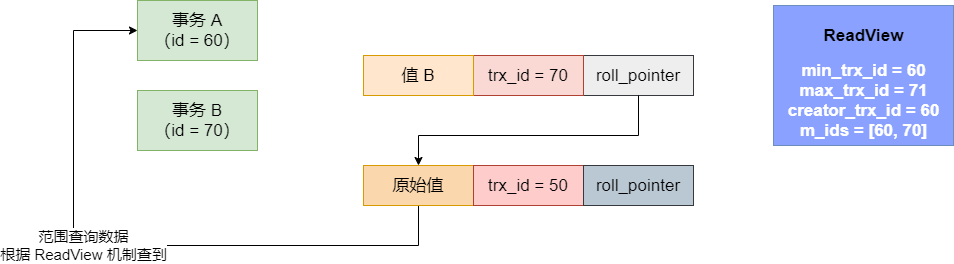 事务 A
（id = 60）
事务 B
（id = 70）
值 B
trx_id = 70
roll_pointer
原始值
trx_id = 50
roll_pointer
范围查询数据
根据 ReadView 机制查到
ReadView
min_trx_id = 60
max_trx_id = 71
creator_trx_id = 60
m_ids = [60, 70]